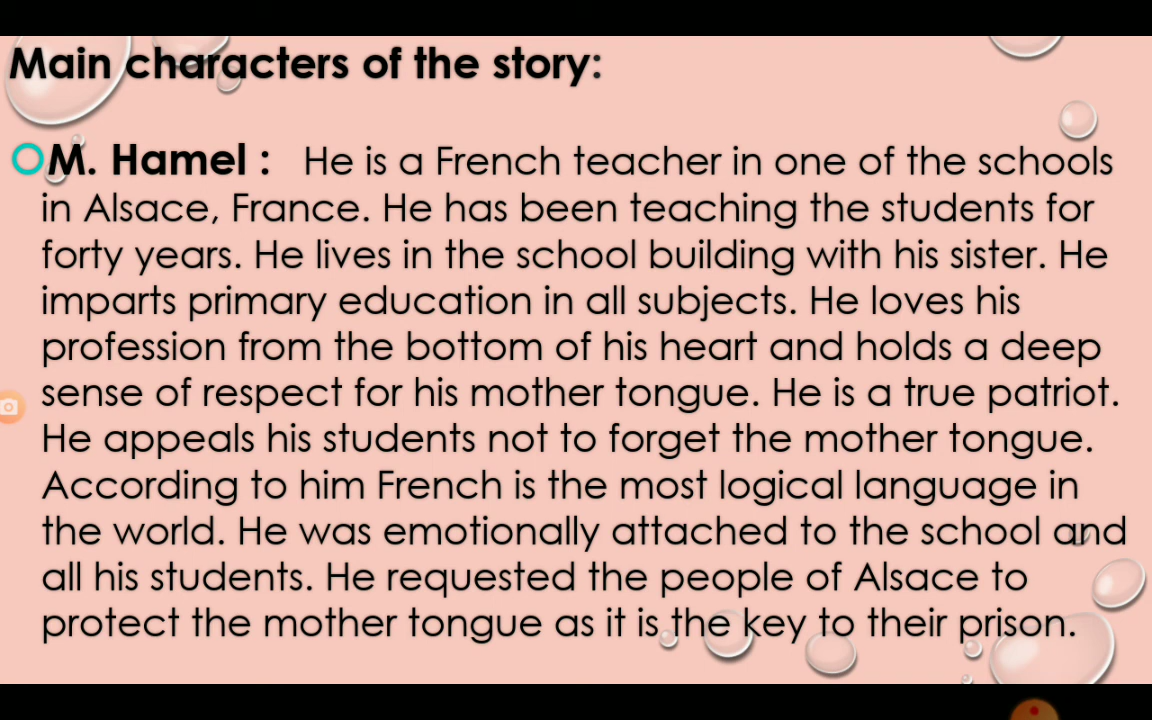 Main characters of the story:
M. Hamel : He is a French teacher in one of the schools
in Alsace, France. He has been teaching the students for
forty years. He lives in the school building with his sister. He
imparts primary education in all subjects. He loves his
profession from the bottom of his heart and holds a deep
sense of respect for his mother tongue. He is a true patriot.
He appeals his students not to forget the mother tongue.
According to him French is the most logical language in
the world. He was emotionally attached to the school and
all his students. He requested the people of Alsace to
protect the mother tongue as it is the key to their prison.